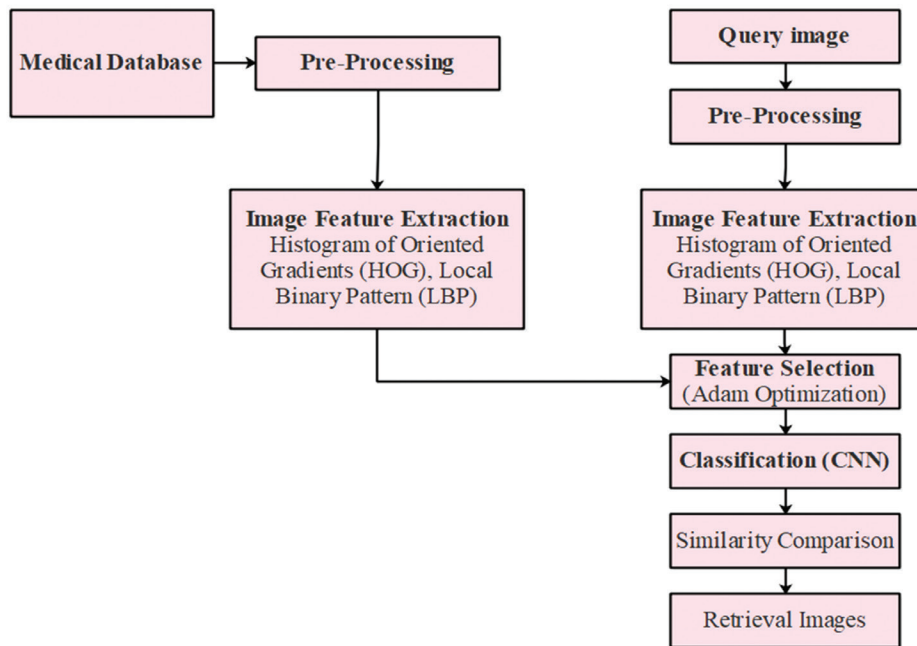 Medical Database
Pre-Processing
Image Feature Extraction
Histogram of Oriented
Gradients (HOG), Local
Binary Pattern (LBP)
Query image
Pre-Processing
Image Feature Extraction
Histogram of Oriented
Gradients (HOG), Local
Binary Pattern (LBP)
Feature Selection
(Adam Optimization)
Classification (CNN)
Similarity Comparison
Retrieval Images